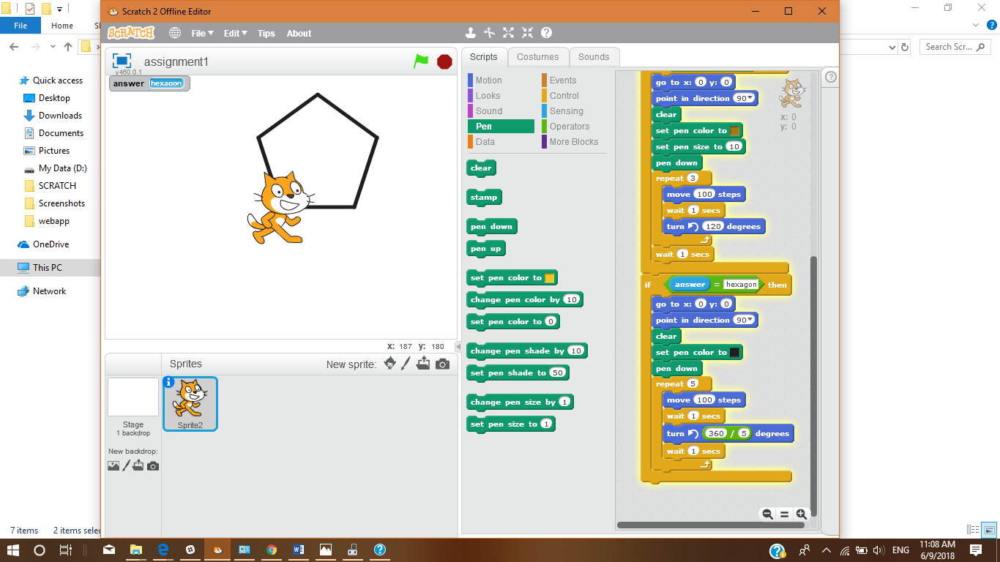 Scratch 2 Offline Editor
File
Home
Search Scr...
SCRATCH
File
Edit
Tips
About
assignment1
v460.0.1
answer hexagon
x: 187 y: 180
Sprites
New sprite:
Stage
1 backdrop
New backdrop:
Sprite2
Scripts
Costumes
Sounds
Motion
Looks
Sound
Pen
Data
Events
Control
Sensing
Operators
More Blocks
clear
stamp
pen down
pen up
set pen color to
change pen color by 10
set pen color to 0
change pen shade by 10
set pen shade to 50
change pen size by 1
set pen size to 1
go to x: 0 y: 0
point in direction 90
clear
set pen color to
set pen size to 10
pen down
repeat 3
move 100 steps
wait 1 secs
turn 120 degrees
wait 1 secs
if answer = hexagon then
go to x: 0 y: 0
point in direction 90
clear
set pen color to
pen down
repeat 5
move 100 steps
wait 1 secs
turn 360 / 5 degrees
wait 1 secs
x: 0
y: 0
Quick access
Desktop
Downloads
Documents
Pictures
My Data (D:)
SCRATCH
Screenshots
webapp
OneDrive
This PC
Network
7 items
2 items selec
ENG
11:08 AM
6/9/2018